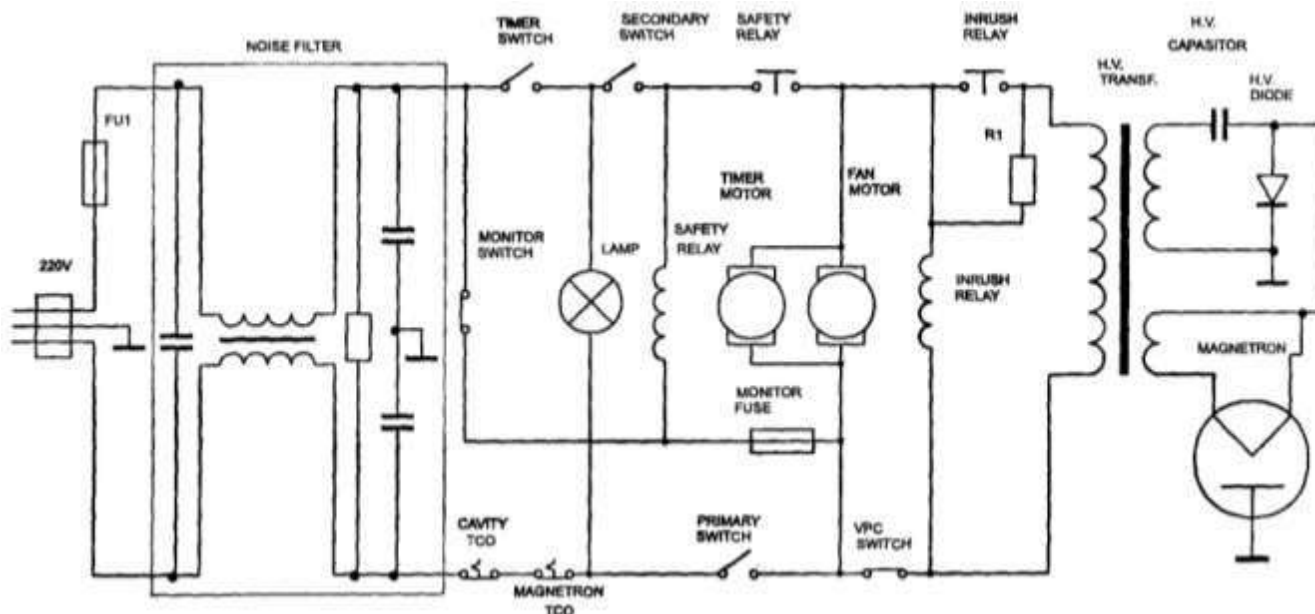 TIMER
SWITCH
SECONDARY
SWITCH
SAFETY
RELAY
INRUSH
RELAY
H.V.
CAPASITOR
NOISE FILTER
H.V.
TRANSF.
H.V.
DIODE
FU1
R1
TIMER
MOTOR
FAN
MOTOR
MONITOR
SWITCH
LAMP
SAFETY
RELAY
220V
INRUSH
RELAY
MAGNETRON
MONITOR
FUSE
CAVITY
TCO
PRIMARY
SWITCH
VPC
SWITCH
MAGNETRON
TCO